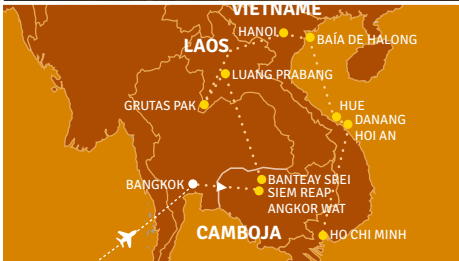 VIETNAME
HANOI
BAÍA DE HALONG
LAOS
LUANG PRABANG
GRUTAS PAK
HUE
DANANG
HOI AN
BANGKOK
BANTEAY SREI
SIEM REAP
ANGKOR WAT
CAMBOJA
HO CHI MINH